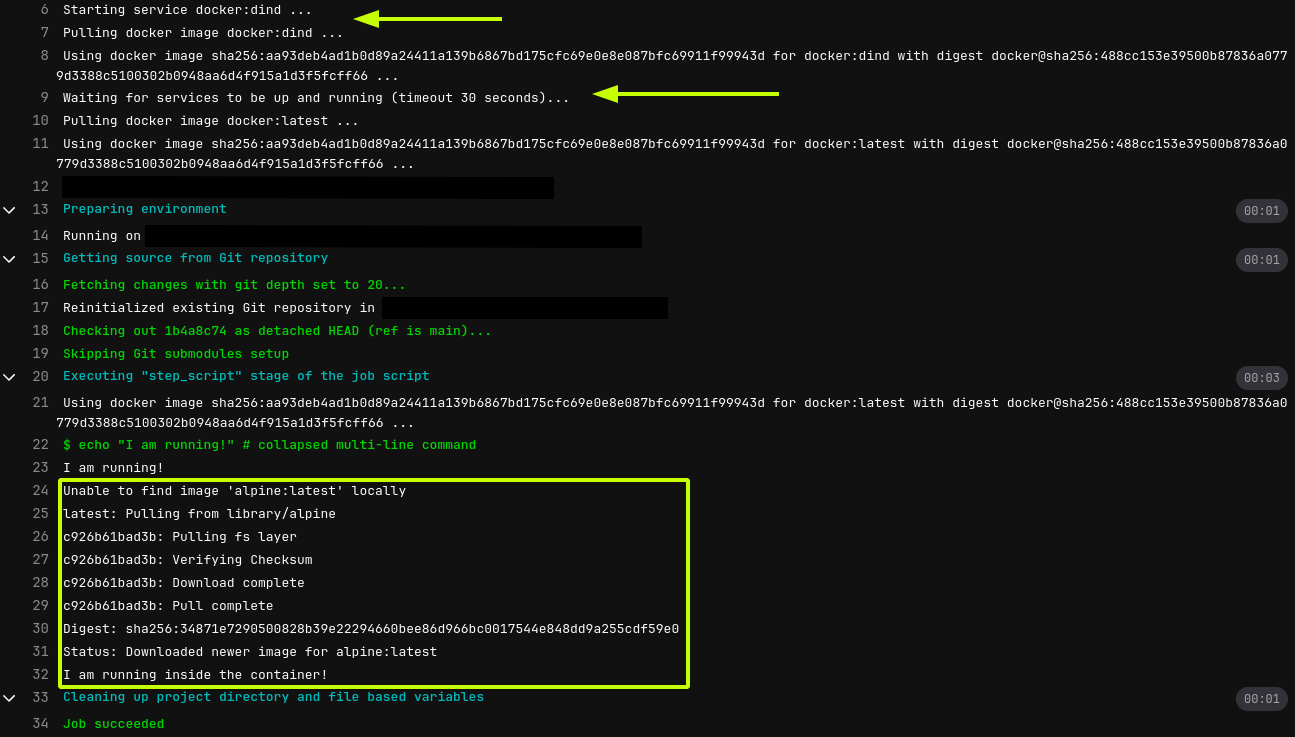 6 Starting service docker:dind ...
7 Pulling docker image docker:dind ...
8 Using docker image sha256:aa93deb4ad1b0d89a24411a139b6867bd175cfc69e0e8e087bfc69911f99943d for docker:dind with digest docker@sha256:488cc153e39500b87836a077
9d3388c5100302b0948aa6d4f915a1d3f5fcff66 ...
9 Waiting for services to be up and running (timeout 30 seconds)...
10 Pulling docker image docker:latest ...
11 Using docker image sha256:aa93deb4ad1b0d89a24411a139b6867bd175cfc69e0e8e087bfc69911f99943d for docker:latest with digest docker@sha256:488cc153e39500b87836a0
779d3388c5100302b0948aa6d4f915a1d3f5fcff66 ...
12
13 Preparing environment 00:01
14 Running on
15 Getting source from Git repository 00:01
16 Fetching changes with git depth set to 20...
17 Reinitialized existing Git repository in
18 Checking out 1b4a8c74 as detached HEAD (ref is main)...
19 Skipping Git submodules setup
20 Executing "step_script" stage of the job script 00:03
21 Using docker image sha256:aa93deb4ad1b0d89a24411a139b6867bd175cfc69e0e8e087bfc69911f99943d for docker:latest with digest docker@sha256:488cc153e39500b87836a0
779d3388c5100302b0948aa6d4f915a1d3f5fcff66 ...
22 $ echo "I am running!" # collapsed multi-line command
23 I am running!
24 Unable to find image 'alpine:latest' locally
25 latest: Pulling from library/alpine
26 c926b61bad3b: Pulling fs layer
27 c926b61bad3b: Verifying Checksum
28 c926b61bad3b: Download complete
29 c926b61bad3b: Pull complete
30 Digest: sha256:34871e7290500828b39e22294660bee86d966bc0017544e848dd9a255cdf59e0
31 Status: Downloaded newer image for alpine:latest
32 I am running inside the container!
33 Cleaning up project directory and file based variables 00:01
34 Job succeeded